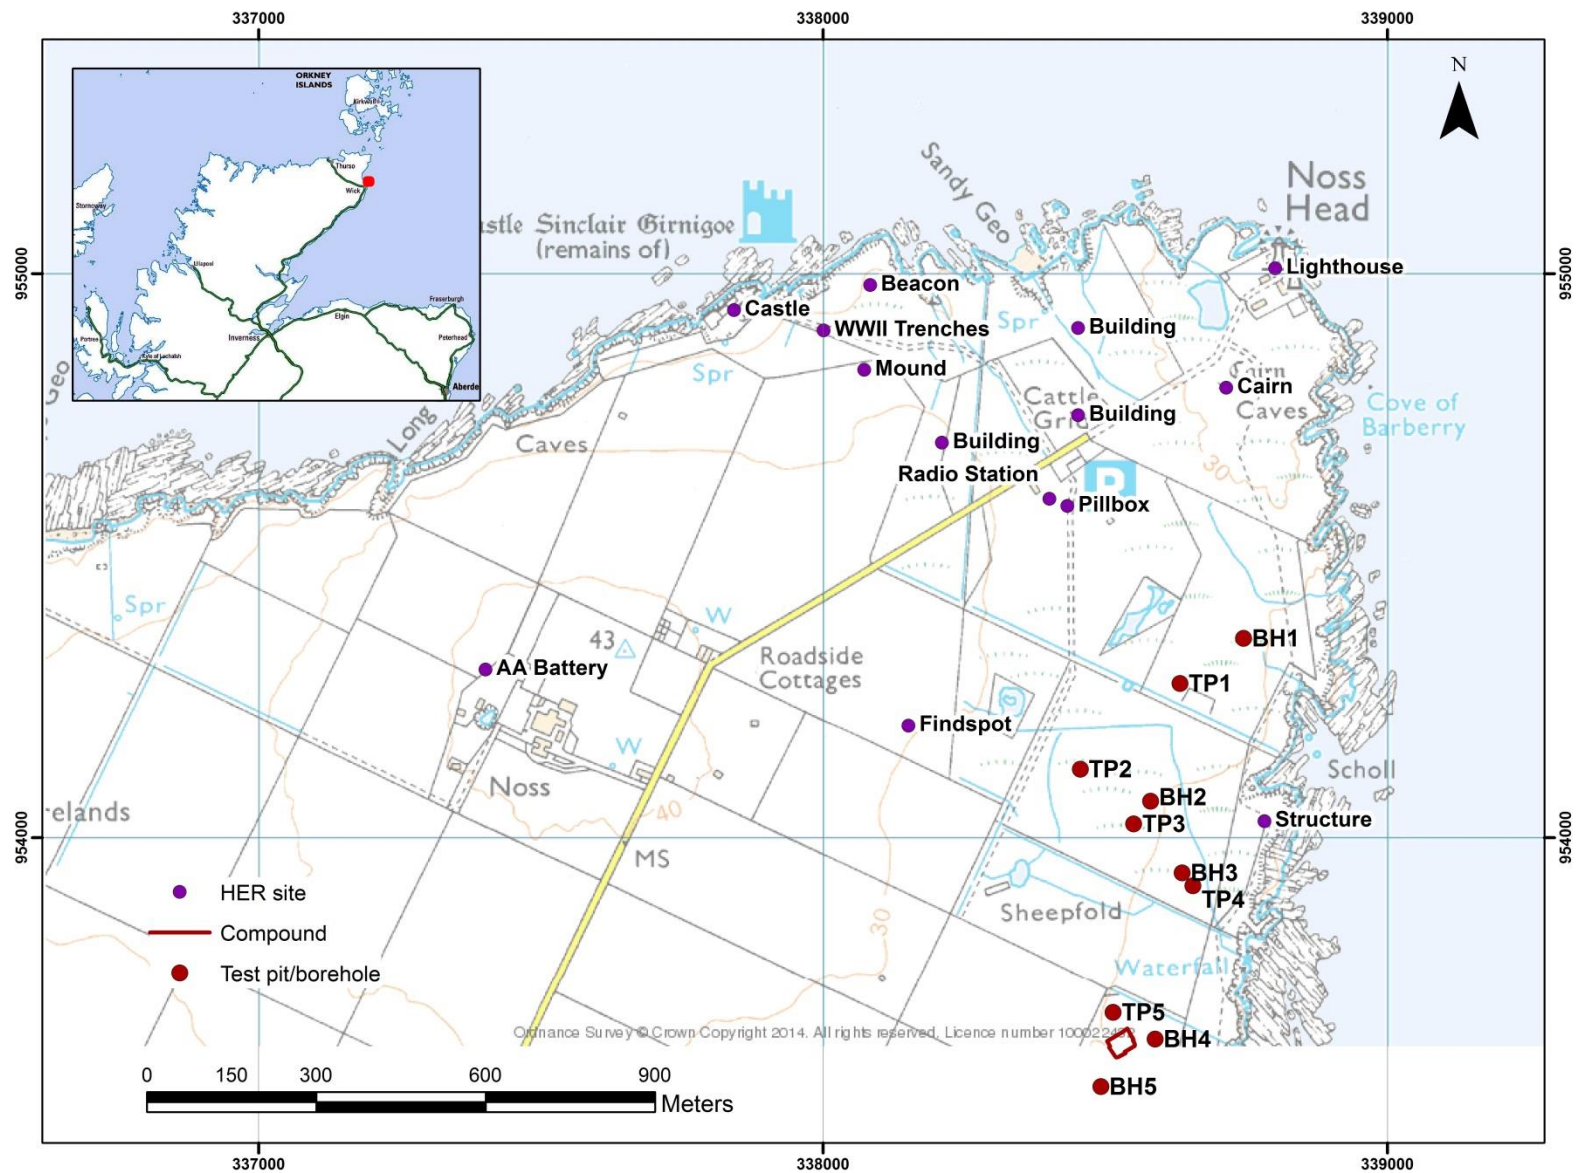 337000
338000
339000
N
ORKNEY
ISLANDS
Kirkwall
Thurso
Wick
Stornoway
Ullapool
Fraserburgh
Elgin
Peterhead
Inverness
Portree
Kyle of Lochalsh
Aberde
955000
955000
astle Sinclair Girnigoe
(remains of)
Sandy Geo
Noss
Head
Lighthouse
Beacon
Castle
WWII Trenches
Spr
Building
Mound
Spr
Cairn
Cairn
Caves
Cattle
Grid
Building
Cove of
Barberry
Geo
Long
Caves
Building
Radio Station
30
P
Pillbox
Spr
W
43
Roadside
Cottages
AA Battery
BH1
TP1
Findspot
W
Noss
TP2
Scholl
40
BH2
TP3
Structure
relands
954000
954000
MS
BH3
TP4
HER site
Sheepfold
30
Compound
Waterfall
Test pit/borehole
TP5
Ordnance Survey © Crown Copyright 2014. All rights reserved. Licence number
BH4
0 150 300 600 900
Meters
BH5
337000
338000
339000